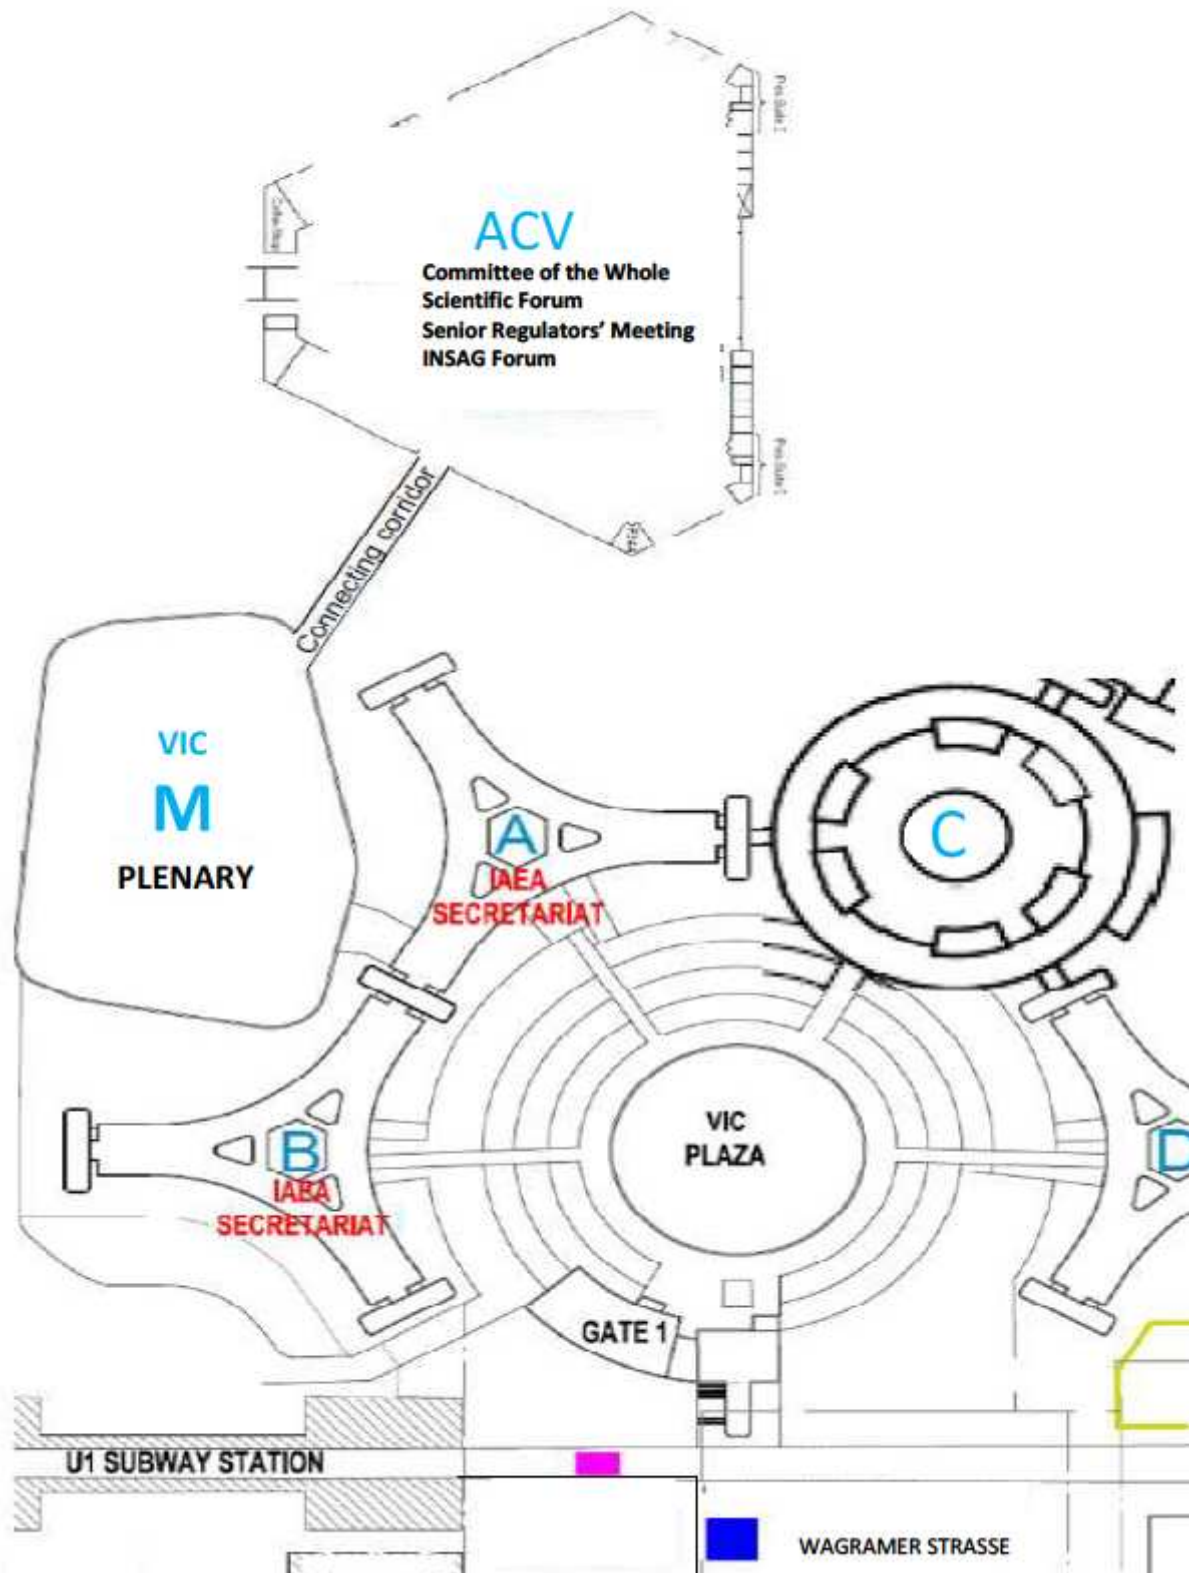 ACV
Committee of the Whole
Scientific Forum
Senior Regulators' Meeting
INSAG Forum
Connecting corridor
VIC
M
PLENARY
A
IAEA
SECRETARIAT
C
VIC
PLAZA
B
IAEA
SECRETARIAT
D
GATE 1
U1 SUBWAY STATION
WAGRAMER STRASSE